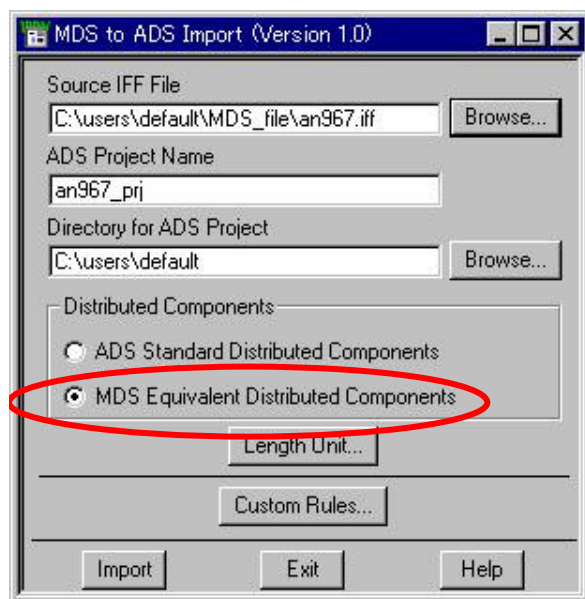 MDS to ADS Import (Version 1.0)
Source IFF File
C:\users\default\MDS_file\an967.iff Browse...
ADS Project Name
an967_prj
Directory for ADS Project
C:\users\default Browse...
Distributed Components
ADS Standard Distributed Components
MDS Equivalent Distributed Components
Length Unit...
Custom Rules...
Import Exit Help